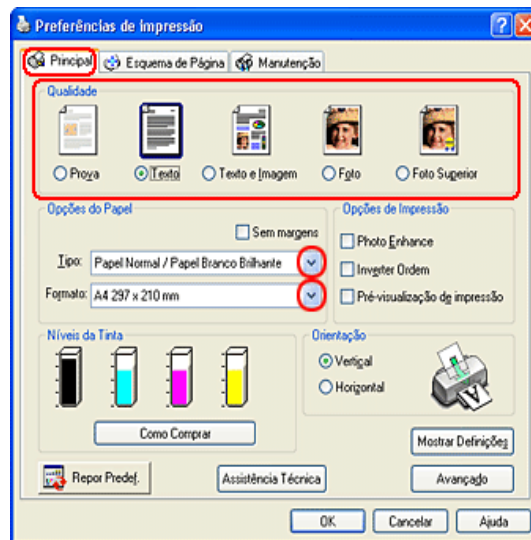 Preferências de Impressão
Principal Esquema de Página Manutenção
Qualidade
Prova Texto Texto e Imagem Foto Foto Superior
Opções do Papel
Sem margens
Tipo: Papel Normal / Papel Branco Brilhante
Formato: A4 297 x 210 mm
Opções de Impressão
Photo Enhance
Inverter Ordem
Pré-visualização de impressão
Níveis da Tinta
Como Comprar
Orientação
Vertical
Horizontal
Mostrar Definições
Repor Predef. Assistência Técnica Avançado
OK Cancelar Ajuda